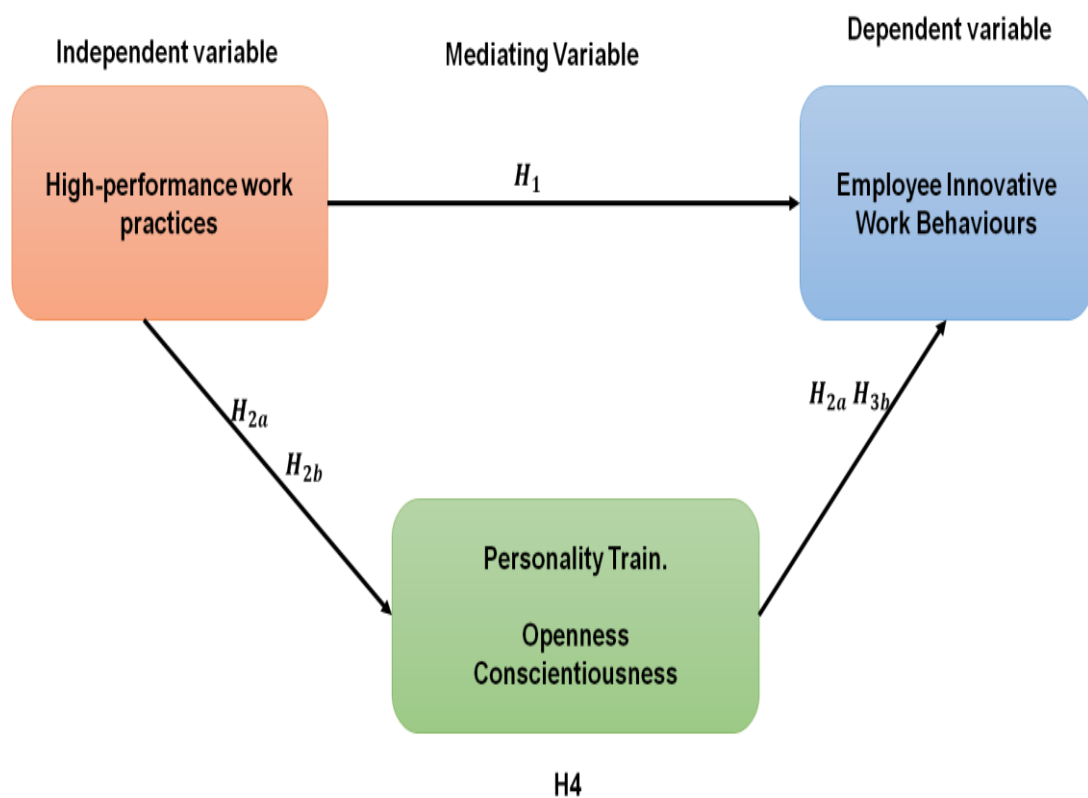 Independent variable
Mediating Variable
Dependent variable
High-performance work
practices
H1
Employee Innovative
Work Behaviours
H2a
H2b
H2a H3b
Personality Train.
Openness
Conscientiousness
H4